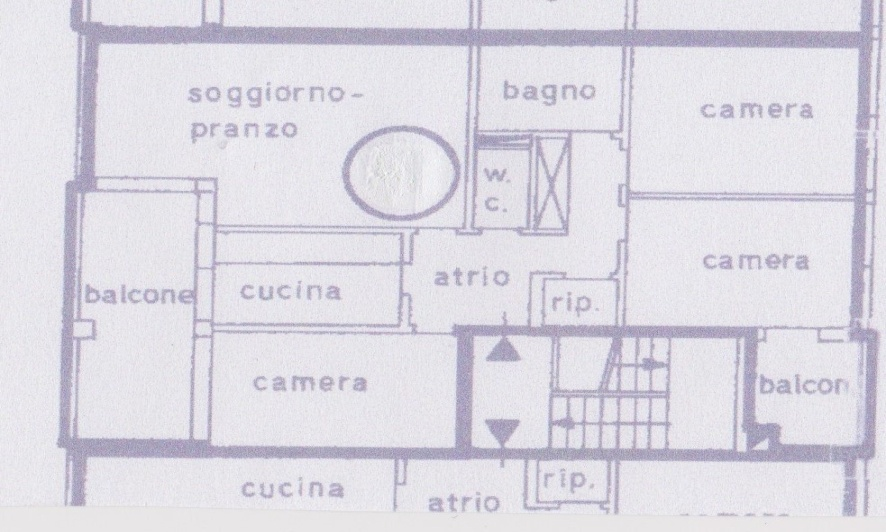 soggiorno-
pranzo
bagno
camera
w.
c.
camera
atrio
balcone
cucina
rip.
camera
balcon
cucina
atrio
rip.